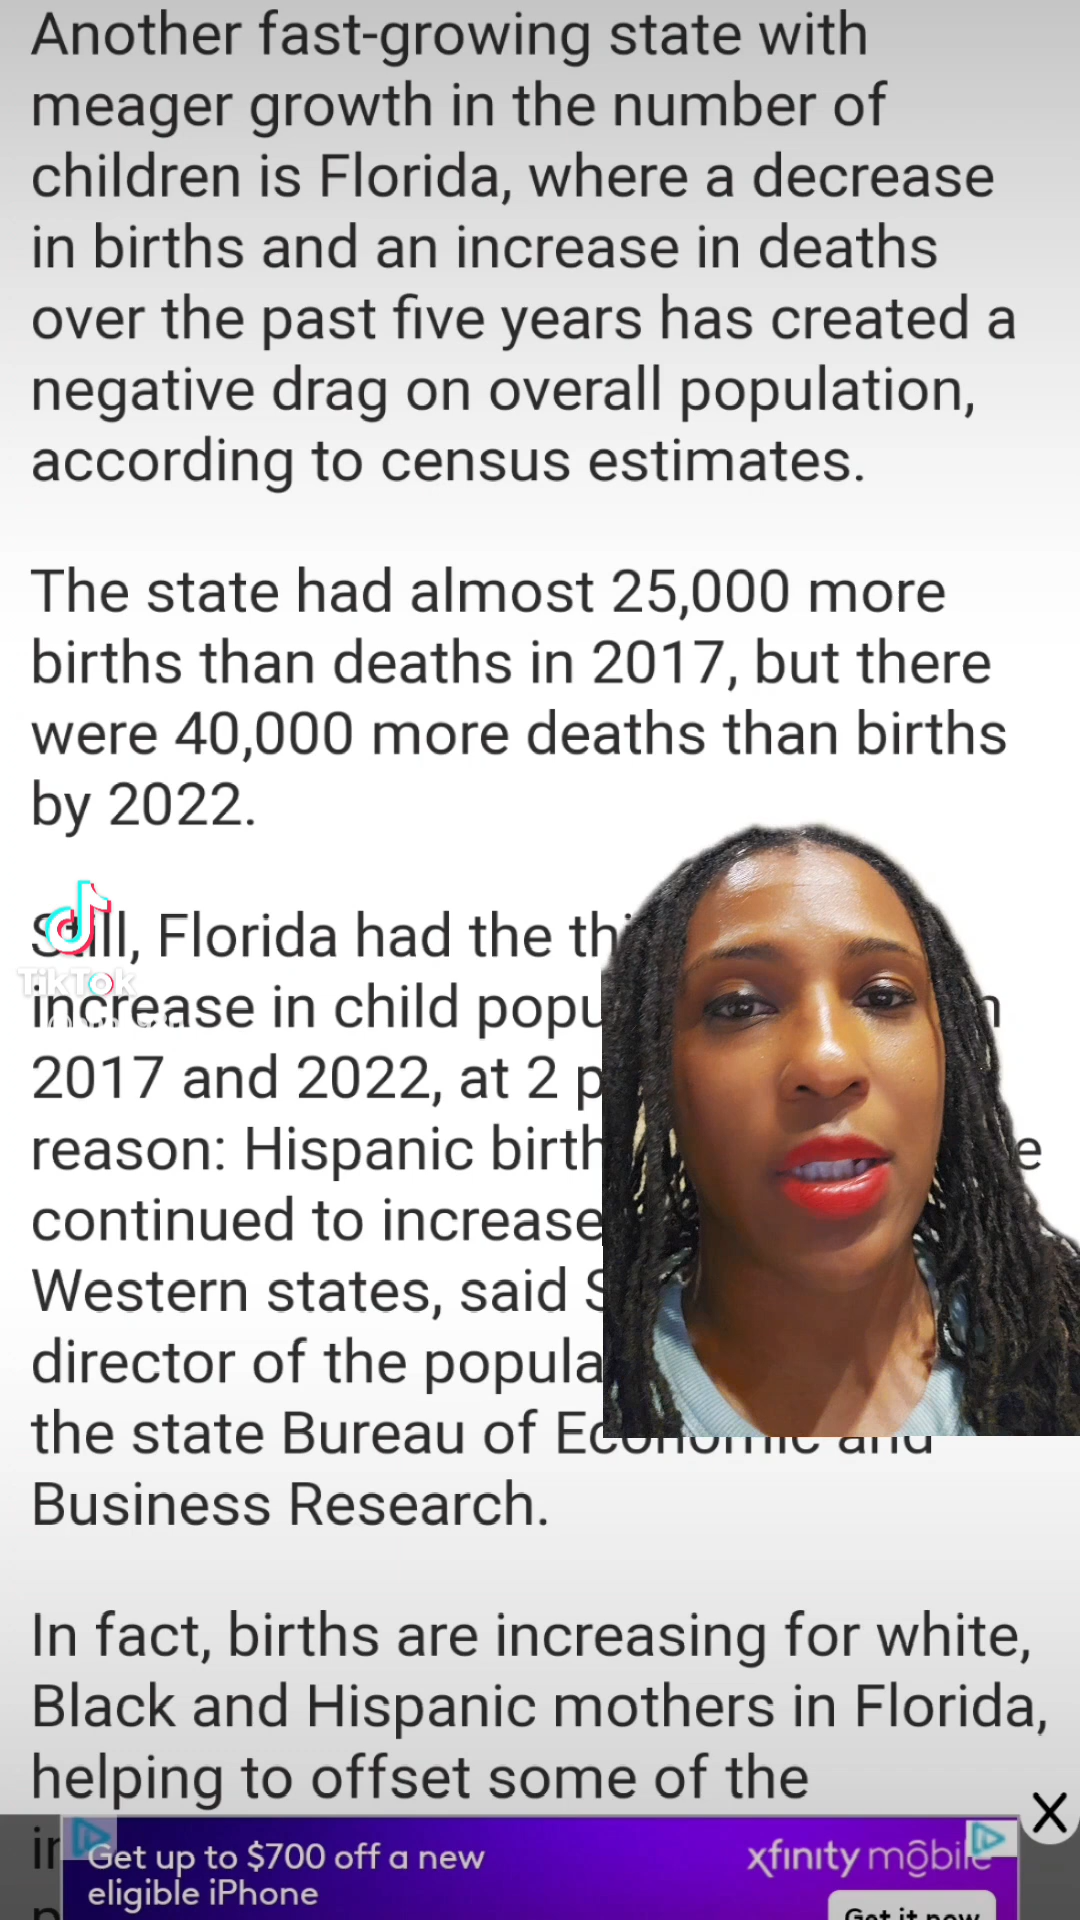 Another fast-growing state with
meager growth in the number of
children is Florida, where a decrease
in births and an increase in deaths
over the past five years has created a
negative drag on overall population,
according to census estimates.
The state had almost 25,000 more
births than deaths in 2017, but there
were 40,000 more deaths than births
by 2022.
Still, Florida had the
TikTok
increase in child
2017 and 2022, at 2
reason: Hispanic
continued to increase
Western states, said
director of the
the state Bureau of Economic and
Business Research.
In fact, births are increasing for white,
Black and Hispanic mothers in Florida,
helping to offset some of the
Get up to $700 off a new
eligible iPhone
xfinity mobile
Get it now
X